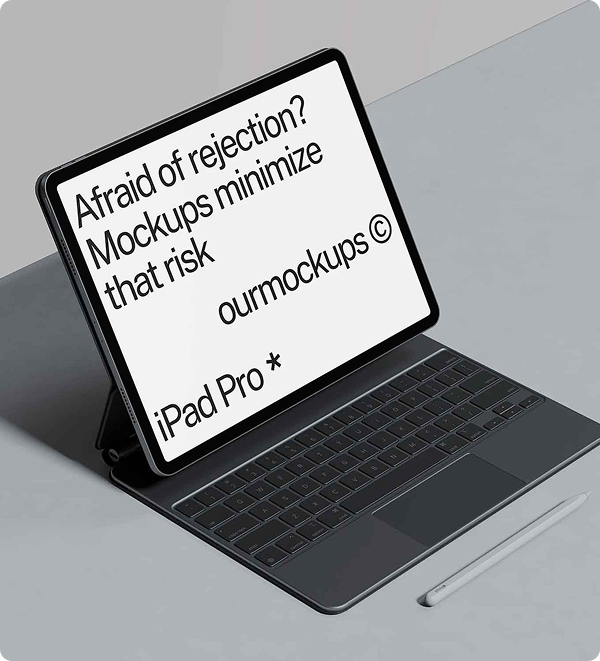 Afraid of rejection?
Mockups minimize
that risk
ourmockups ©
iPad Pro *